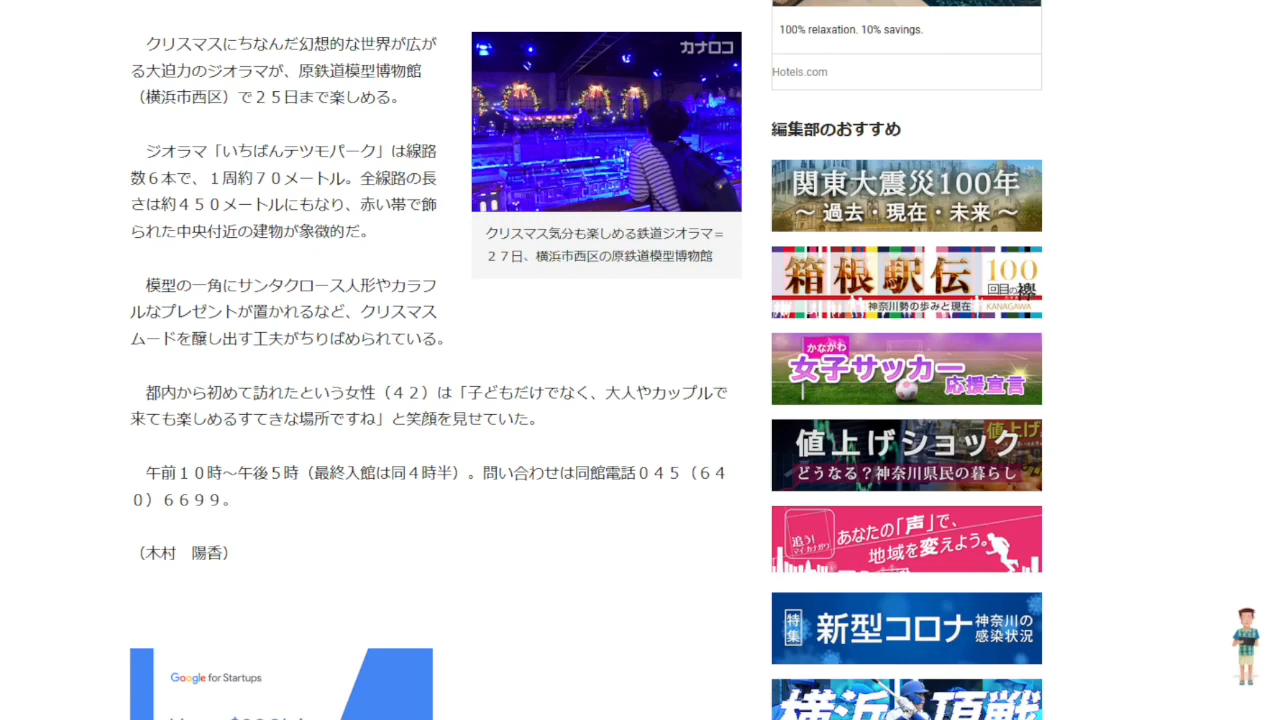 クリスマスにちなんだ幻想的な世界が広が
る大迫力のジオラマが、原鉄道模型博物館
（横浜市西区）で２５日まで楽しめる。
ジオラマ「いちばんテツモパーク」は線路
数６本で、１周約７０メートル。全線路の長
さは約４５０メートルにもなり、赤い帯で飾
られた中央付近の建物が象徴的だ。
模型の一角にサンタクロース人形やカラフ
ルなプレゼントが置かれるなど、クリスマス
ムードを醸し出す工夫がちりばめられている。
都内から初めて訪れたという女性（４２）は「子どもだけでなく、大人やカップルで
来ても楽しめるすてきな場所ですね」と笑顔を見せていた。
午前１０時～午後５時（最終入館は同４時半）。問い合わせは同館電話０４５（６４
０）６６９９。
（木村　陽香）
カナロコ
クリスマス気分も楽しめる鉄道ジオラマ＝
２７日、横浜市西区の原鉄道模型博物館
Google for Startups
100% relaxation. 10% savings.
Hotels.com
編集部のおすすめ
関東大震災100年
～ 過去・現在・未来 ～
箱根駅伝
100
回目の襷
神奈川勢の歩みと現在
KANAGAWA
かながわ
女子サッカー
応援宣言
値上げ
値上げショック
どうなる？神奈川県民の暮らし
追う！
マイ・カナガワ
あなたの「声」で、
地域を変えよう。
特集
新型コロナ
神奈川の
感染状況
横浜
頂戦